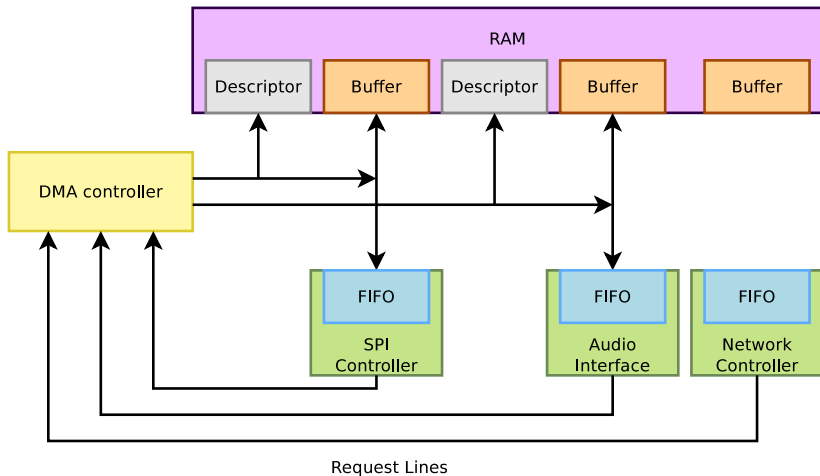 RAM
Descriptor
Buffer
Descriptor
Buffer
Buffer
DMA controller
FIFO
FIFO
FIFO
SPI
Controller
Audio
Interface
Network
Controller
Request Lines